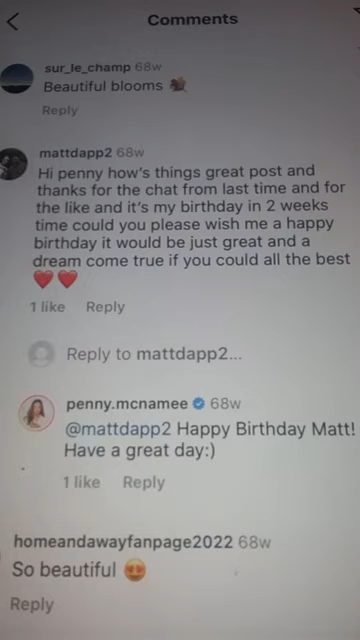 Comments
sur_le_champ 68w
Beautiful blooms
Reply
mattdapp2 68w
Hi penny how's things great post and
thanks for the chat from last time and for
the like and it's my birthday in 2 weeks
time could you please wish me a happy
birthday it would be just great and a
dream come true if you could all the best
❤️❤️
1 like Reply
Reply to mattdapp2...
penny.mcnamee 68w
@mattdapp2 Happy Birthday Matt!
Have a great day:)
1 like Reply
homeandawayfanpage2022 68w
So beautiful 😍
Reply